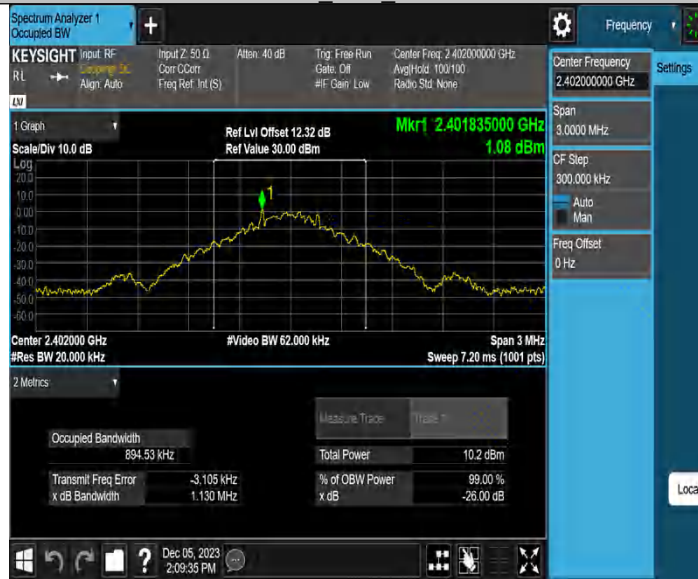 Spectrum Analyzer 1
Occupied BW
+
Frequency
KEYSIGHT
Input: RF
Coupling: DC
Align: Auto
RL
Input Z: 50 Ω
Corr CCorr
Freq Ref: Int (S)
Atten: 40 dB
Trig: Free Run
Gate: Off
#IF Gain: Low
Center Freq: 2.402000000 GHz
Avg|Hold: 100/100
Radio Std: None
LXI
Center Frequency
2.402000000 GHz
Settings
Span
3.0000 MHz
CF Step
300.000 kHz
Auto
Man
Freq Offset
0 Hz
1 Graph
Scale/Div 10.0 dB
Ref Lvl Offset 12.32 dB
Ref Value 30.00 dBm
Mkr1 2.401835000 GHz
1.08 dBm
Log
20.0
10.0
0.00
-10.0
-20.0
-30.0
-40.0
-50.0
-60.0
1
Center 2.402000 GHz
#Res BW 20.000 kHz
#Video BW 62.000 kHz
Span 3 MHz
Sweep 7.20 ms (1001 pts)
2 Metrics
Measure Trace
Trace 1
Occupied Bandwidth
894.53 kHz
Total Power 10.2 dBm
Transmit Freq Error -3.105 kHz
x dB Bandwidth 1.130 MHz
% of OBW Power 99.00 %
x dB -26.00 dB
Loca
?
Dec 05, 2023
2:09:35 PM